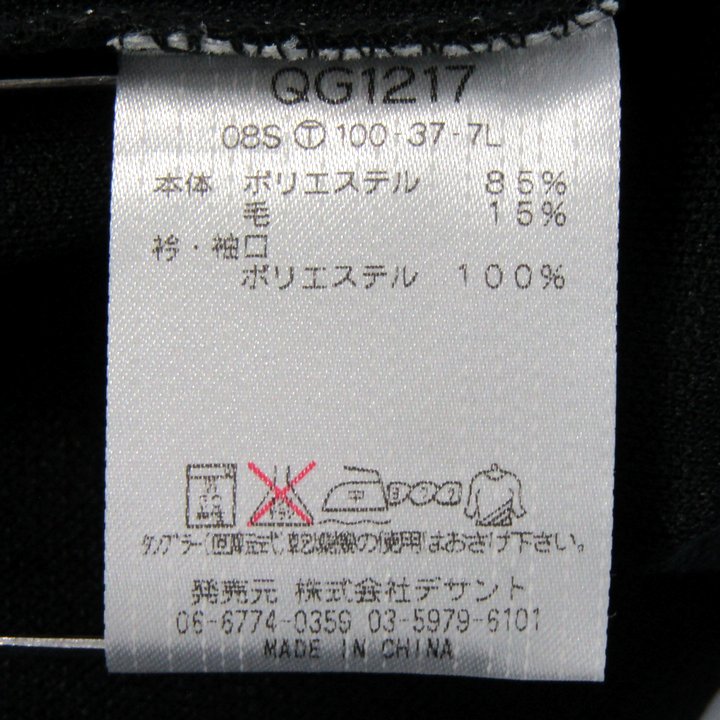 QG1217
08S Ⓣ 100-37-7L
本体 ポリエステル 85%
毛 15%
衿・袖口
ポリエステル 100%
中
タンブラー(回転式)乾燥機の使用はおさけ下さい。
発売元 株式会社デサント
06-6774-0359 03-5979-6101
MADE IN CHINA